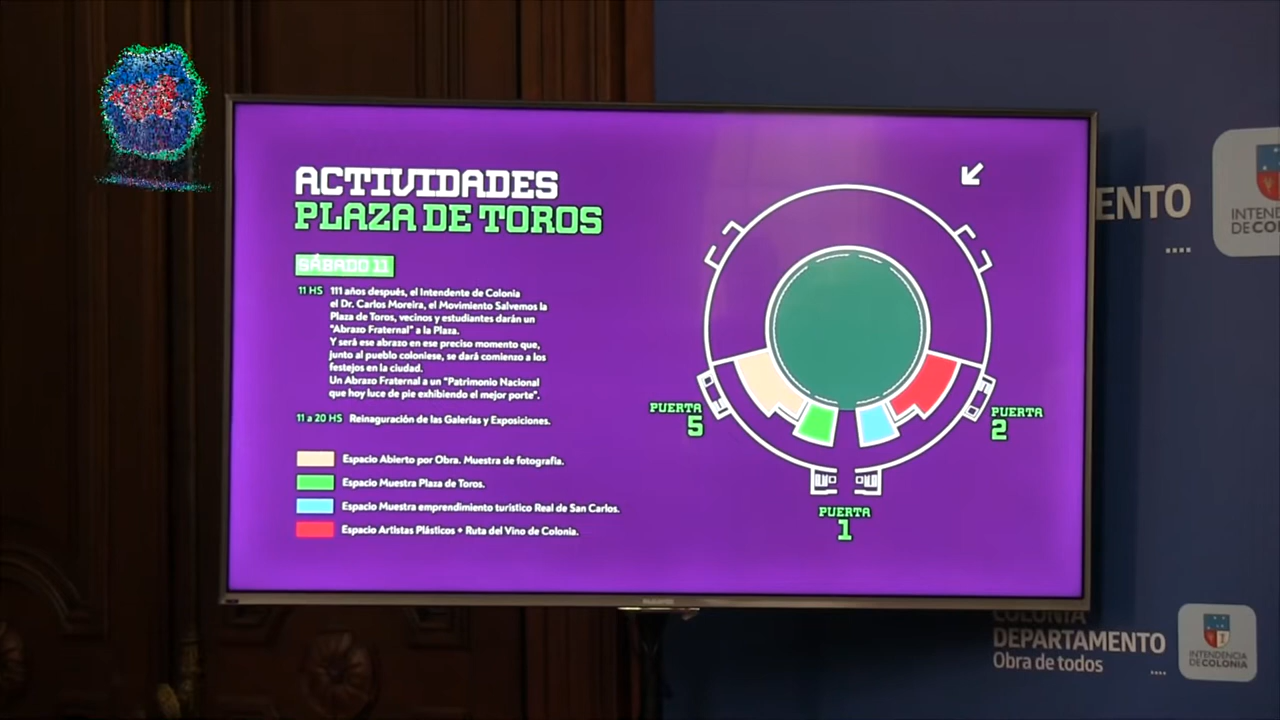 ACTIVIDADES
PLAZA DE TOROS
SÁBADO 11
11 HS 111 años después, el Intendente de Colonia
el Dr. Carlos Moreira, el Movimiento Salvemos la
Plaza de Toros, vecinos y estudiantes darán un
"Abrazo Fraternal" a la Plaza.
Y será ese abrazo en ese preciso momento que,
junto al pueblo coloniese, se dará comienzo a los
festejos en la ciudad.
Un Abrazo Fraternal a un "Patrimonio Nacional
que hoy luce de pie exhibiendo el mejor porte".
11 a 20 HS Reinaguración de las Galerías y Exposiciones.
Espacio Abierto por Obra. Muestra de fotografía.
Espacio Muestra Plaza de Toros.
Espacio Muestra emprendimiento turístico Real de San Carlos.
Espacio Artistas Plásticos + Ruta del Vino de Colonia.
PUERTA
5
PUERTA
2
PUERTA
1
ENTO
INTEND
DE CO
COLONIA
DEPARTAMENTO
Obra de todos
INTENDENCIA
DE COLONIA